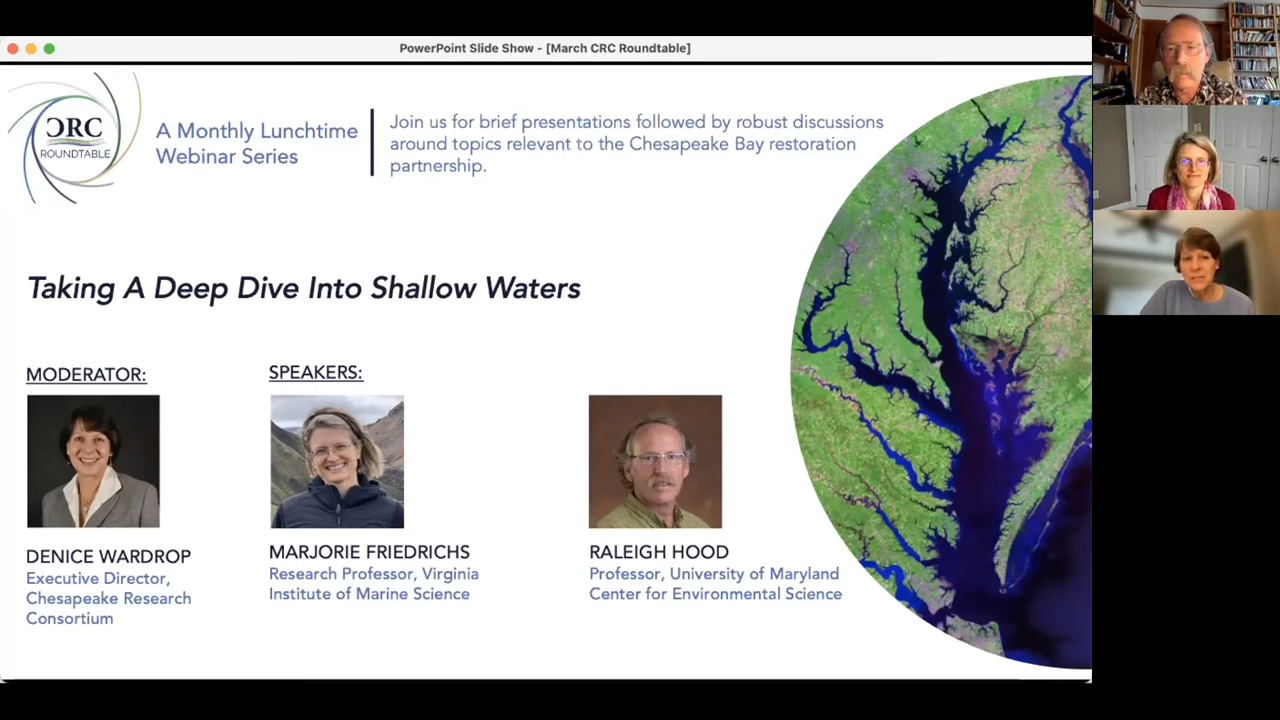 PowerPoint Slide Show - [March CRC Roundtable]
CRC
ROUNDTABLE
A Monthly Lunchtime
Webinar Series
Join us for brief presentations followed by robust discussions
around topics relevant to the Chesapeake Bay restoration
partnership.
Taking A Deep Dive Into Shallow Waters
MODERATOR:
SPEAKERS:
DENICE WARDROP
Executive Director,
Chesapeake Research
Consortium
MARJORIE FRIEDRICHS
Research Professor, Virginia
Institute of Marine Science
RALEIGH HOOD
Professor, University of Maryland
Center for Environmental Science